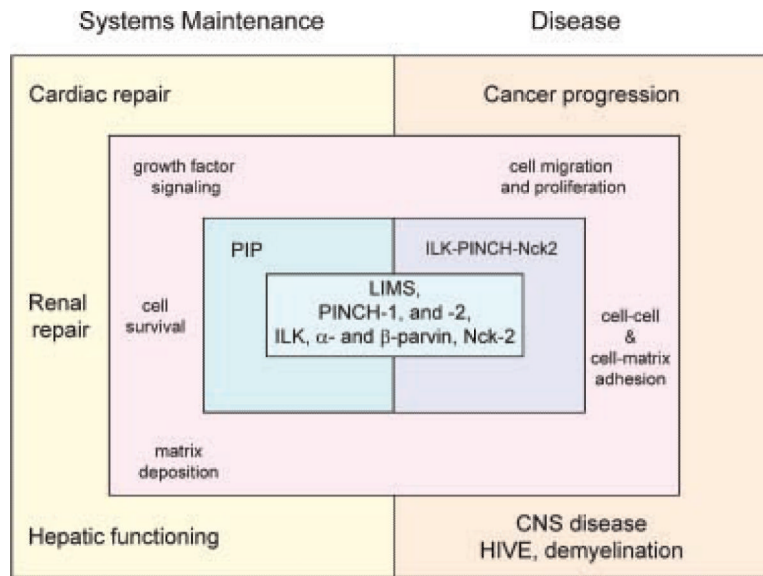 Systems Maintenance
Disease
Cardiac repair
Cancer progression
growth factor
signaling
cell migration
and proliferation
PIP
ILK-PINCH-Nck2
LIMS,
PINCH-1, and -2,
ILK, α- and β-parvin, Nck-2
Renal
repair
cell
survival
cell-cell
&
cell-matrix
adhesion
matrix
deposition
Hepatic functioning
CNS disease
HIVE, demyelination